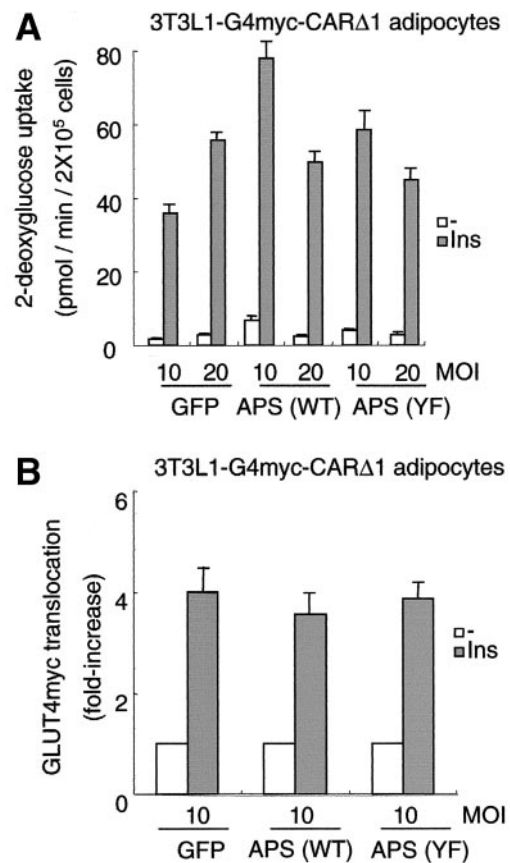 A
3T3L1-G4myc-CARΔ1 adipocytes
2-deoxyglucose uptake
(pmol / min / 2X10⁵ cells)
80
60
40
20
0
-
Ins
10 20 10 20 10 20 MOI
GFP APS (WT) APS (YF)
B
3T3L1-G4myc-CARΔ1 adipocytes
GLUT4myc translocation
(fold-increase)
6
4
2
0
-
Ins
10 10 10 MOI
GFP APS (WT) APS (YF)